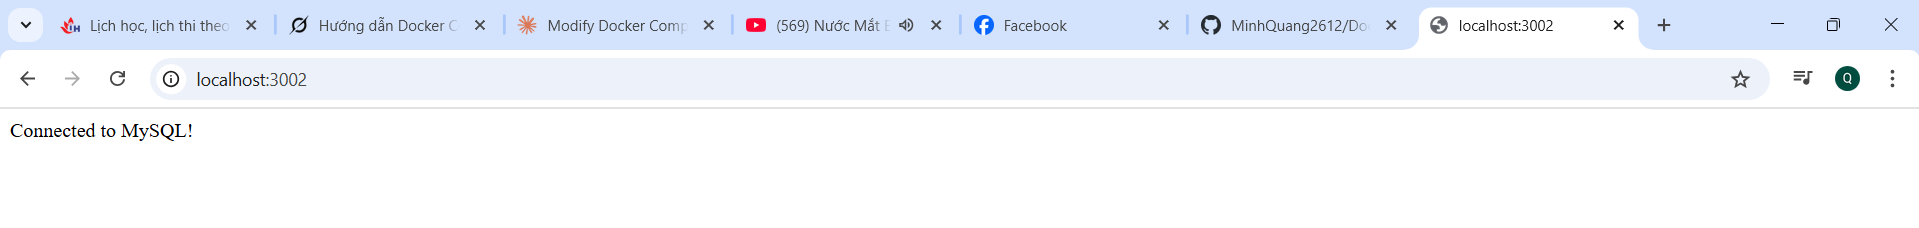 Lịch học, lịch thi theo
Hướng dẫn Docker C
Modify Docker Comp
(569) Nước Mắt
Facebook
MinhQuang2612/Do
localhost:3002
localhost:3002
Q
Connected to MySQL!